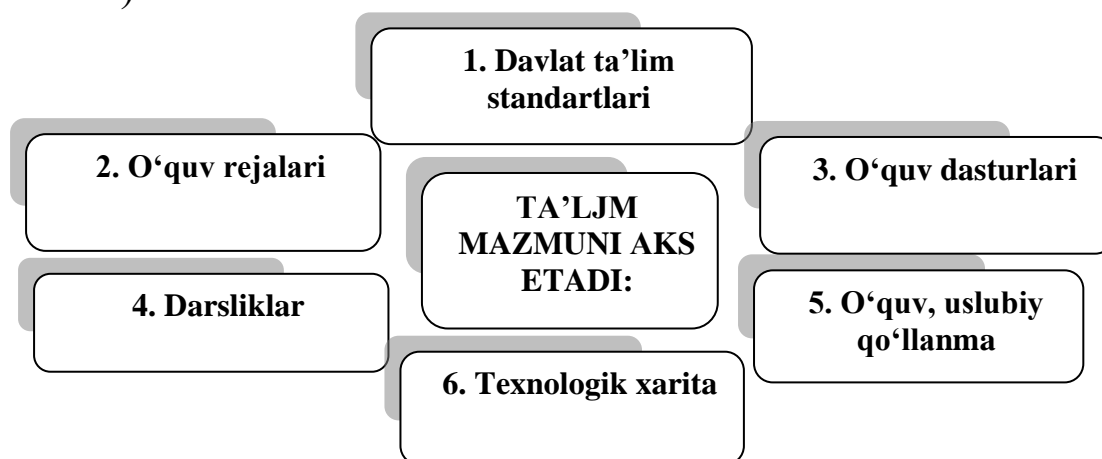 )
1. Davlat ta’lim
standartlari
2. O‘quv rejalari
3. O‘quv dasturlari
TA’LJM
MAZMUNI AKS
ETADI:
4. Darsliklar
5. O‘quv, uslubiy
qo‘llanma
6. Texnologik xarita